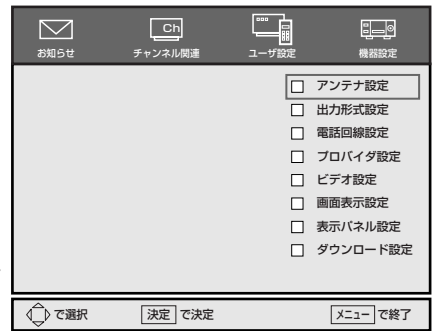 Ch
お知らせ チャンネル関連 ユーザ設定 機器設定
アンテナ設定
出力形式設定
電話回線設定
プロバイダ設定
ビデオ設定
画面表示設定
表示パネル設定
ダウンロード設定
で選択 決定 で決定 メニュー で終了